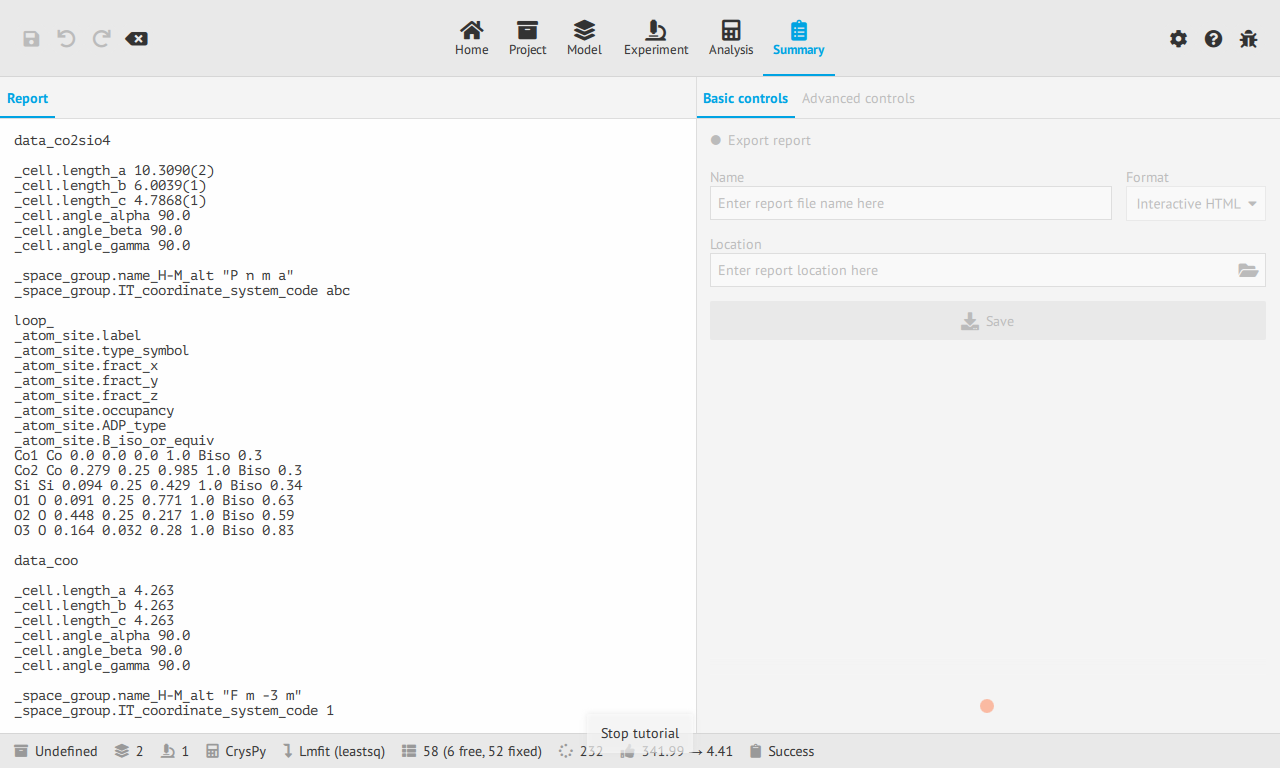 Home Project Model Experiment Analysis Summary
Report
Basic controls Advanced controls
data_co2sio4
_cell.length_a 10.3090(2)
_cell.length_b 6.0039(1)
_cell.length_c 4.7868(1)
_cell.angle_alpha 90.0
_cell.angle_beta 90.0
_cell.angle_gamma 90.0
_space_group.name_H-M_alt "P n m a"
_space_group.IT_coordinate_system_code abc
loop_
_atom_site.label
_atom_site.type_symbol
_atom_site.fract_x
_atom_site.fract_y
_atom_site.fract_z
_atom_site.occupancy
_atom_site.ADP_type
_atom_site.B_iso_or_equiv
Co1 Co 0.0 0.0 0.0 1.0 Biso 0.3
Co2 Co 0.279 0.25 0.985 1.0 Biso 0.3
Si Si 0.094 0.25 0.429 1.0 Biso 0.34
O1 O 0.091 0.25 0.771 1.0 Biso 0.63
O2 O 0.448 0.25 0.217 1.0 Biso 0.59
O3 O 0.164 0.032 0.28 1.0 Biso 0.83
data_coo
_cell.length_a 4.263
_cell.length_b 4.263
_cell.length_c 4.263
_cell.angle_alpha 90.0
_cell.angle_beta 90.0
_cell.angle_gamma 90.0
_space_group.name_H-M_alt "F m -3 m"
_space_group.IT_coordinate_system_code 1
Export report
Name Format
Enter report file name here Interactive HTML
Location
Enter report location here
Save
Stop tutorial
Undefined 2 1 CrysPy Lmfit (leastsq) 58 (6 free, 52 fixed) 232 341.99 → 4.41 Success